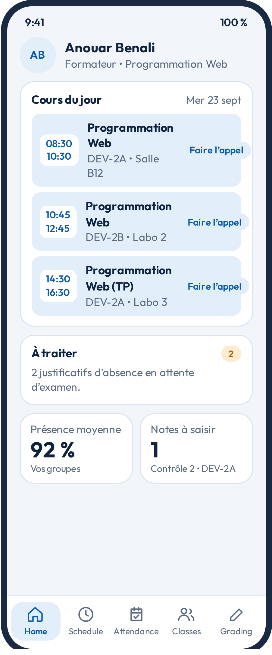 9:41 100 %
AB
Anouar Benali
Formateur • Programmation Web
Cours du jour Mer 23 sept
08:30
10:30
Programmation
Web
DEV-2A • Salle
B12
Faire l'appel
10:45
12:45
Programmation
Web
DEV-2B • Labo 2
Faire l'appel
14:30
16:30
Programmation
Web (TP)
DEV-2A • Labo 3
Faire l'appel
À traiter 2
2 justificatifs d'absence en attente
d'examen.
Présence moyenne
92 %
Vos groupes
Notes à saisir
1
Contrôle 2 • DEV-2A
Home Schedule Attendance Classes Grading